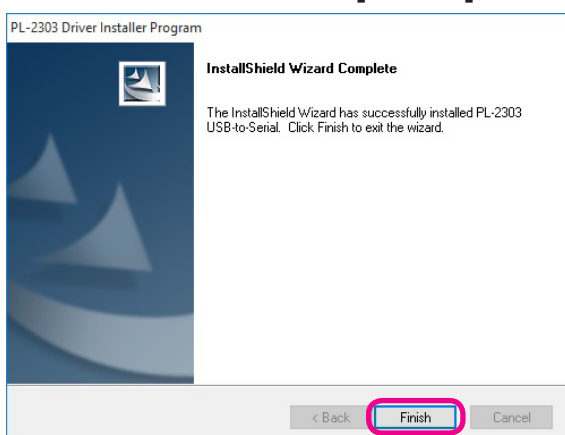 PL-2303 Driver Installer Program
InstallShield Wizard Complete
The InstallShield Wizard has successfully installed PL-2303
USB-to-Serial. Click Finish to exit the wizard.
< Back
Finish
Cancel